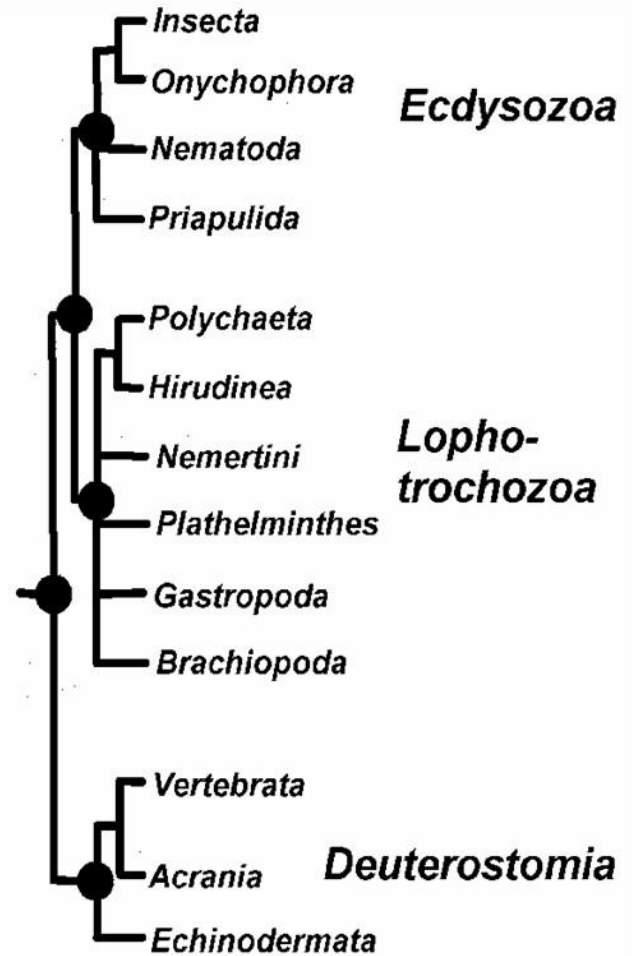 Insecta
Onychophora
Ecdysozoa
Nematoda
Priapulida
Polychaeta
Hirudinea
Lopho-
trochozoa
Nemertini
Plathelminthes
Gastropoda
Brachiopoda
Vertebrata
Deuterostomia
Acrania
Echinodermata